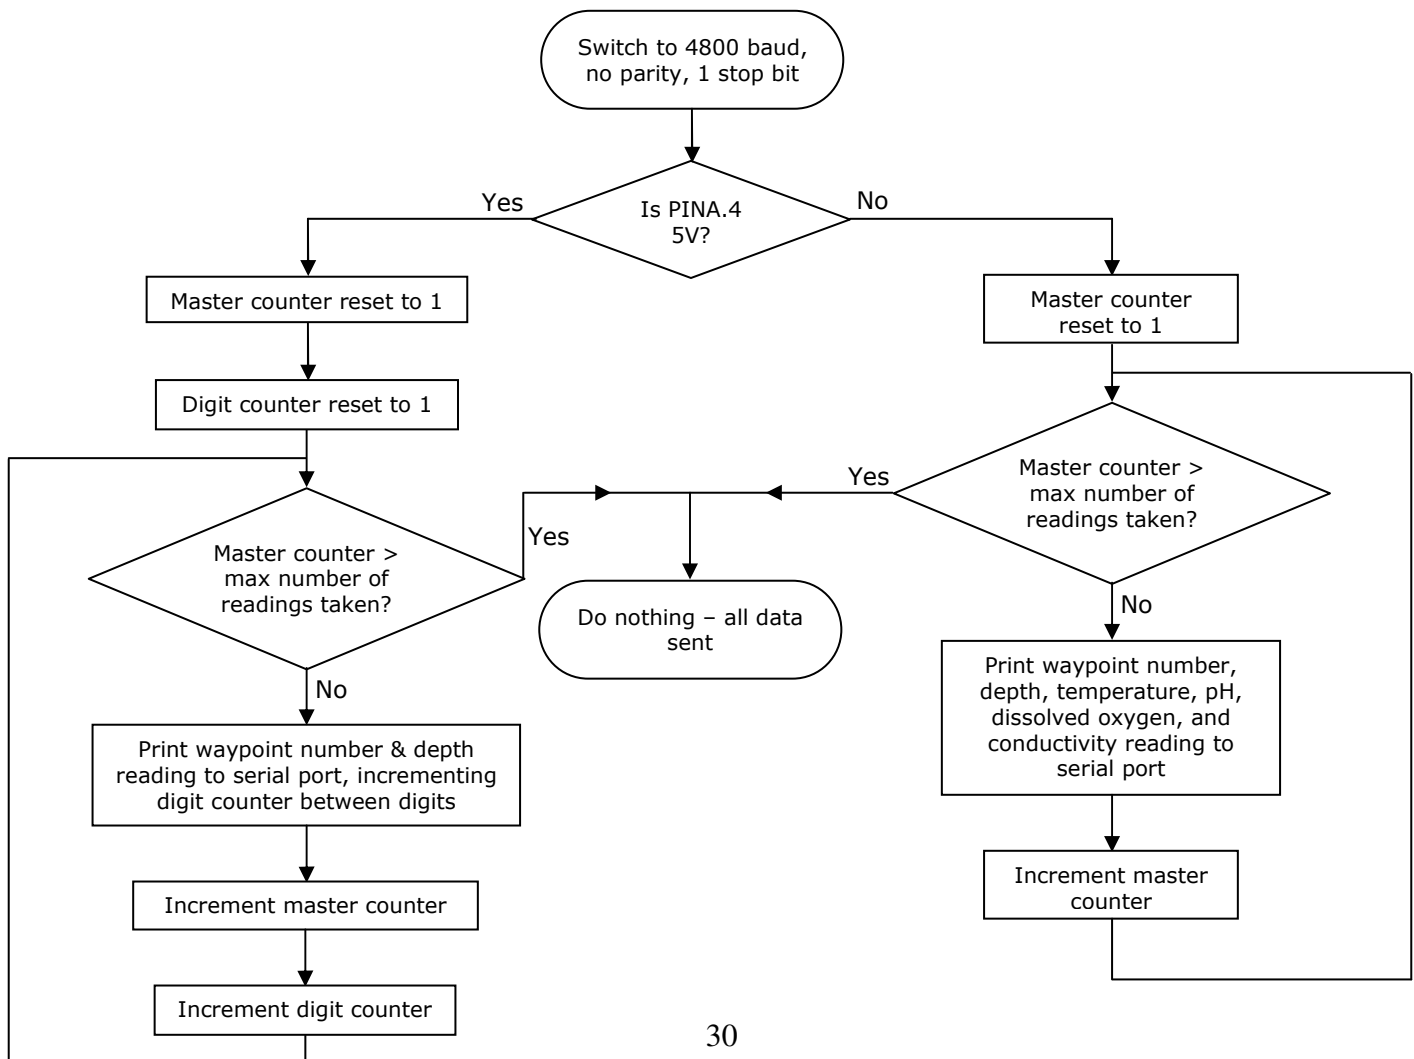 Switch to 4800 baud,
no parity, 1 stop bit
Yes
Is PINA.4
5V?
No
Master counter reset to 1
Digit counter reset to 1
Master counter >
max number of
readings taken?
Yes
No
Print waypoint number & depth
reading to serial port, incrementing
digit counter between digits
Increment master counter
Increment digit counter
Do nothing – all data
sent
Master counter
reset to 1
Master counter >
max number of
readings taken?
Yes
No
Print waypoint number,
depth, temperature, pH,
dissolved oxygen, and
conductivity reading to
serial port
Increment master
counter
30